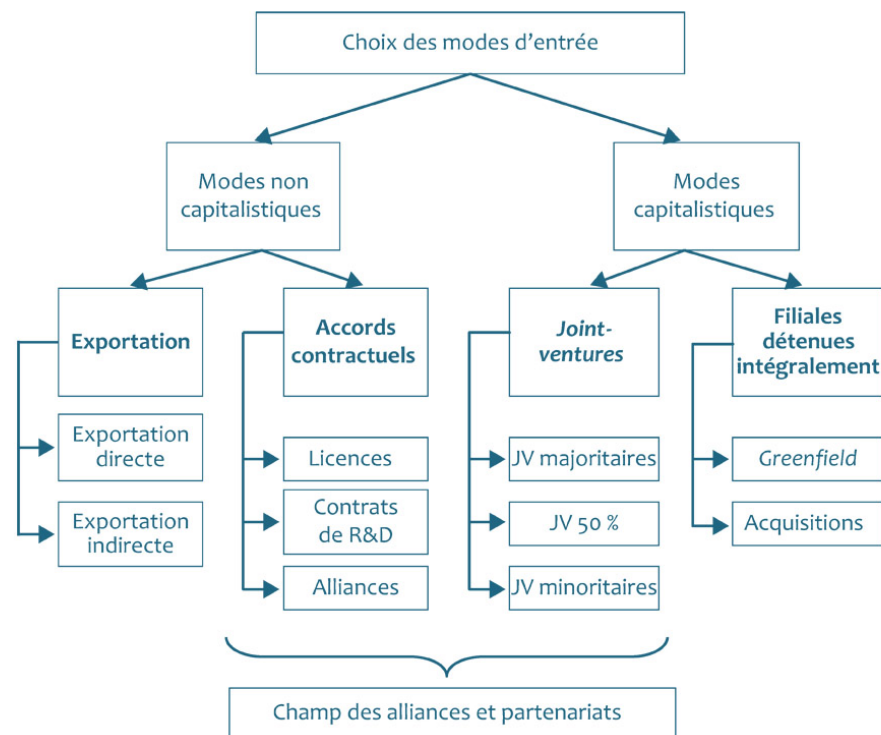 Choix des modes d’entrée
Modes non
capitalistiques
Modes
capitalistiques
Exportation
Accords
contractuels
Joint-
ventures
Filiales
détenues
intégralement
Exportation
directe
Exportation
indirecte
Licences
Contrats
de R&D
Alliances
JV majoritaires
JV 50 %
JV minoritaires
Greenfield
Acquisitions
Champ des alliances et partenariats